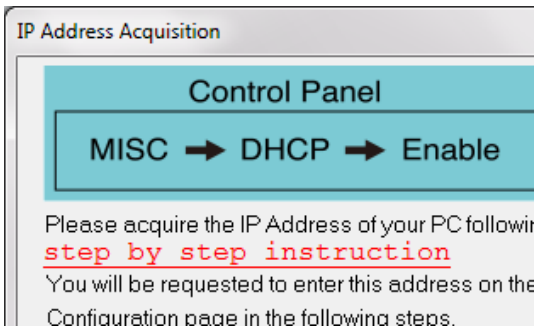 IP Address Acquisition
Control Panel
MISC → DHCP → Enable
Please acquire the IP Address of your PC
step by step instruction
You will be requested to enter this address on the
Configuration page in the following steps.